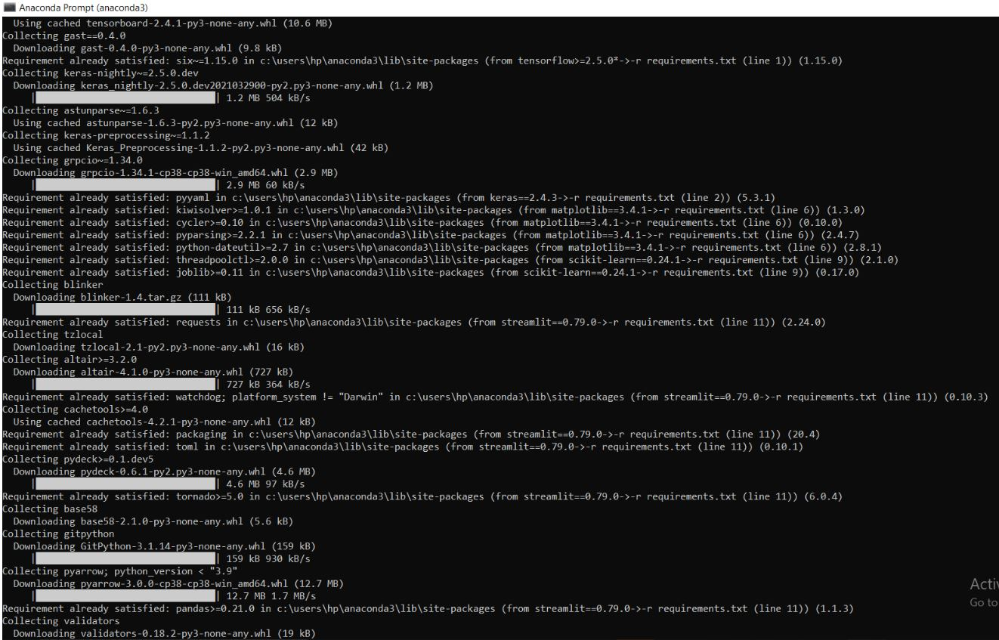 Anaconda Prompt (anaconda3)
Using cached tensorboard-2.4.1-py3-none-any.whl (10.6 MB)
Collecting gast==0.4.0
Downloading gast-0.4.0-py3-none-any.whl (9.8 kB)
Requirement already satisfied: six~=1.15.0 in c:\users\hp\anaconda3\lib\site-packages (from tensorflow>=2.5.0*->-r requirements.txt (line 1)) (1.15.0)
Collecting keras-nightly~=2.5.0.dev
Downloading keras_nightly-2.5.0.dev2021032900-py2.py3-none-any.whl (1.2 MB)
| | 1.2 MB 504 kB/s
Collecting astunparse~=1.6.3
Using cached astunparse-1.6.3-py2.py3-none-any.whl (12 kB)
Collecting keras-preprocessing~=1.1.2
Using cached Keras_Preprocessing-1.1.2-py2.py3-none-any.whl (42 kB)
Collecting grpcio~=1.34.0
Downloading grpcio-1.34.1-cp38-cp38-win_amd64.whl (2.9 MB)
| | 2.9 MB 60 kB/s
Requirement already satisfied: pyyaml in c:\users\hp\anaconda3\lib\site-packages (from keras==2.4.3->-r requirements.txt (line 2)) (5.3.1)
Requirement already satisfied: kiwisolver>=1.0.1 in c:\users\hp\anaconda3\lib\site-packages (from matplotlib==3.4.1->-r requirements.txt (line 6)) (1.3.0)
Requirement already satisfied: cycler>=0.10 in c:\users\hp\anaconda3\lib\site-packages (from matplotlib==3.4.1->-r requirements.txt (line 6)) (0.10.0)
Requirement already satisfied: pyparsing>=2.2.1 in c:\users\hp\anaconda3\lib\site-packages (from matplotlib==3.4.1->-r requirements.txt (line 6)) (2.4.7)
Requirement already satisfied: python-dateutil>=2.7 in c:\users\hp\anaconda3\lib\site-packages (from matplotlib==3.4.1->-r requirements.txt (line 6)) (2.8.1)
Requirement already satisfied: threadpoolctl>=2.0.0 in c:\users\hp\anaconda3\lib\site-packages (from scikit-learn==0.24.1->-r requirements.txt (line 9)) (2.1.0)
Requirement already satisfied: joblib>=0.11 in c:\users\hp\anaconda3\lib\site-packages (from scikit-learn==0.24.1->-r requirements.txt (line 9)) (0.17.0)
Collecting blinker
Downloading blinker-1.4.tar.gz (111 kB)
| | 111 kB 656 kB/s
Requirement already satisfied: requests in c:\users\hp\anaconda3\lib\site-packages (from streamlit==0.79.0->-r requirements.txt (line 11)) (2.24.0)
Collecting tzlocal
Downloading tzlocal-2.1-py2.py3-none-any.whl (16 kB)
Collecting altair>=3.2.0
Downloading altair-4.1.0-py3-none-any.whl (727 kB)
| | 727 kB 364 kB/s
Requirement already satisfied: watchdog; platform_system != "Darwin" in c:\users\hp\anaconda3\lib\site-packages (from streamlit==0.79.0->-r requirements.txt (line 11)) (0.10.3)
Collecting cachetools>=4.0
Using cached cachetools-4.2.1-py3-none-any.whl (12 kB)
Requirement already satisfied: packaging in c:\users\hp\anaconda3\lib\site-packages (from streamlit==0.79.0->-r requirements.txt (line 11)) (20.4)
Requirement already satisfied: toml in c:\users\hp\anaconda3\lib\site-packages (from streamlit==0.79.0->-r requirements.txt (line 11)) (0.10.1)
Collecting pydeck>=0.1.dev5
Downloading pydeck-0.6.1-py2.py3-none-any.whl (4.6 MB)
| | 4.6 MB 97 kB/s
Requirement already satisfied: tornado>=5.0 in c:\users\hp\anaconda3\lib\site-packages (from streamlit==0.79.0->-r requirements.txt (line 11)) (6.0.4)
Collecting base58
Downloading base58-2.1.0-py3-none-any.whl (5.6 kB)
Collecting gitpython
Downloading GitPython-3.1.14-py3-none-any.whl (159 kB)
| | 159 kB 930 kB/s
Collecting pyarrow; python_version < "3.9"
Downloading pyarrow-3.0.0-cp38-cp38-win_amd64.whl (12.7 MB)
| | 12.7 MB 1.7 MB/s
Requirement already satisfied: pandas>=0.21.0 in c:\users\hp\anaconda3\lib\site-packages (from streamlit==0.79.0->-r requirements.txt (line 11)) (1.1.3)
Collecting validators
Downloading validators-0.18.2-py3-none-any.whl (19 kB)
Activ
Go to